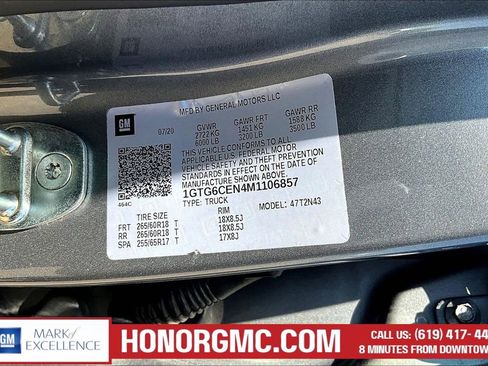 MFD BY GENERAL MOTORS LLC
GM
07/20
GVWR
2722 KG
6000 LB
GAWR FRT
1451 KG
3200 LB
GAWR RR
1588 KG
3500 LB
THIS VEHICLE CONFORMS TO ALL
APPLICABLE U.S. FEDERAL MOTOR
VEHICLE SAFETY AND THEFT PREVENTION
STANDARDS IN EFFECT ON THE DATE OF
MANUFACTURE SHOWN ABOVE.
1GTG6CEN4M1106857
464C
TYPE: TRUCK
MODEL: 47T2N43
TIRE SIZE
RIM
FRT 265/60R18 T 18X8.5J
RR 265/60R18 T 18X8.5J
SPA 255/65R17 T 17X8J
GM
MARK OF
EXCELLENCE
HONORGMC.COM
CALL US: (619) 417-44
8 MINUTES FROM DOWNTOWN